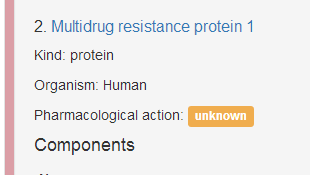 2. Multidrug resistance protein 1
Kind: protein
Organism: Human
Pharmacological action: unknown
Components